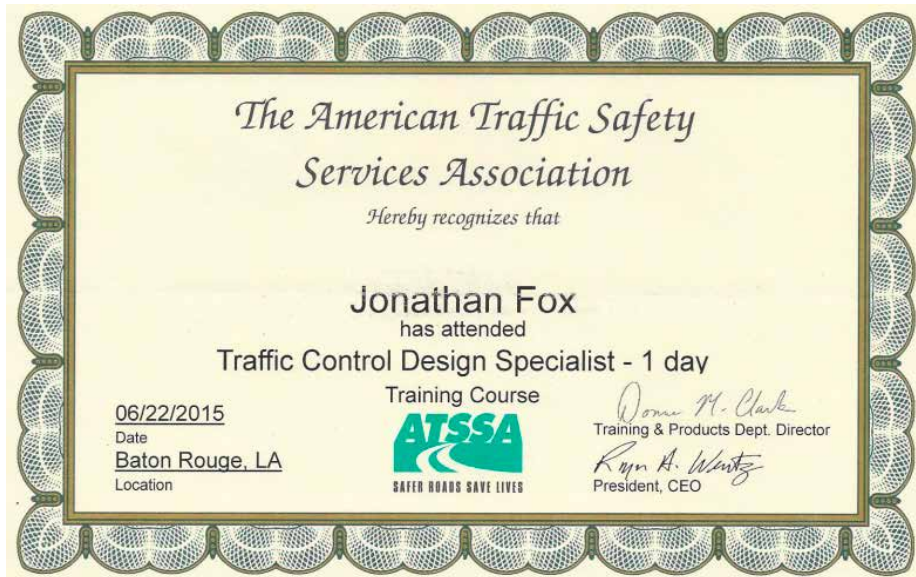 The American Traffic Safety
Services Association
Hereby recognizes that
Jonathan Fox
has attended
Traffic Control Design Specialist - 1 day
Training Course
06/22/2015
Date
Baton Rouge, LA
Location
ATSSA
SAFER ROADS SAVE LIVES
Donna M. Clark
Training & Products Dept. Director
President, CEO